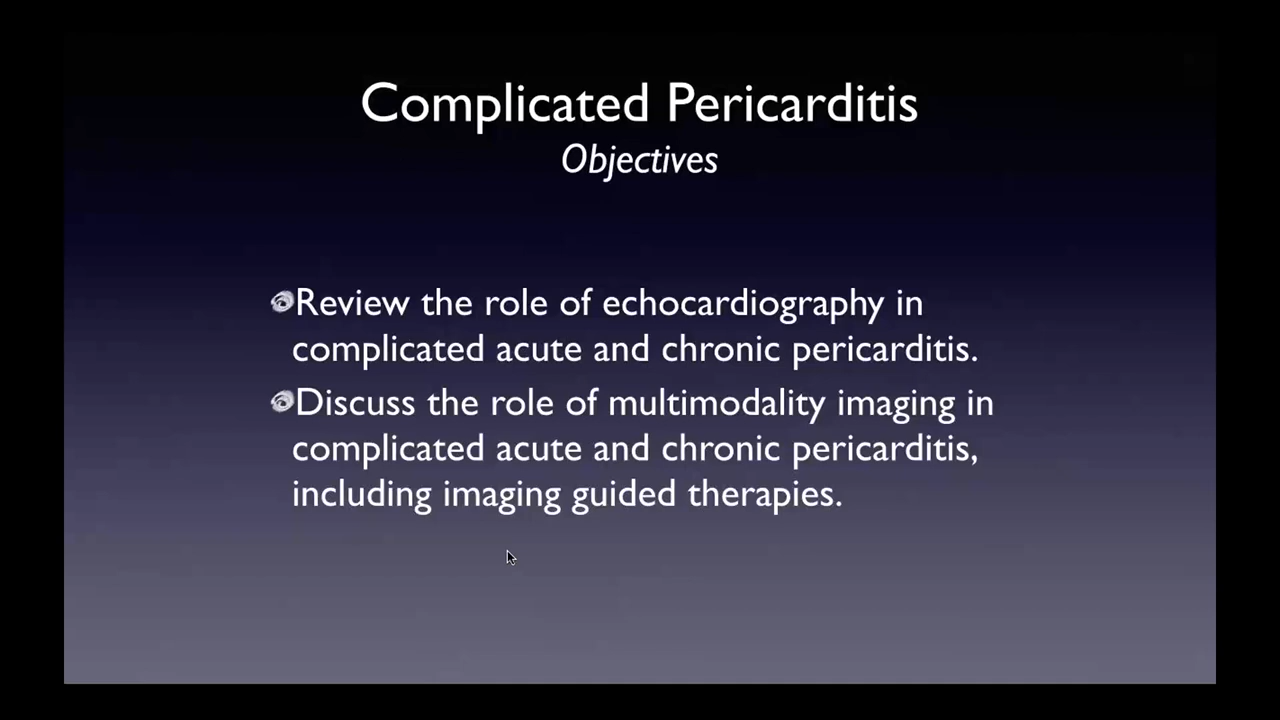 Complicated Pericarditis
Objectives
Review the role of echocardiography in
complicated acute and chronic pericarditis.
Discuss the role of multimodality imaging in
complicated acute and chronic pericarditis,
including imaging guided therapies.